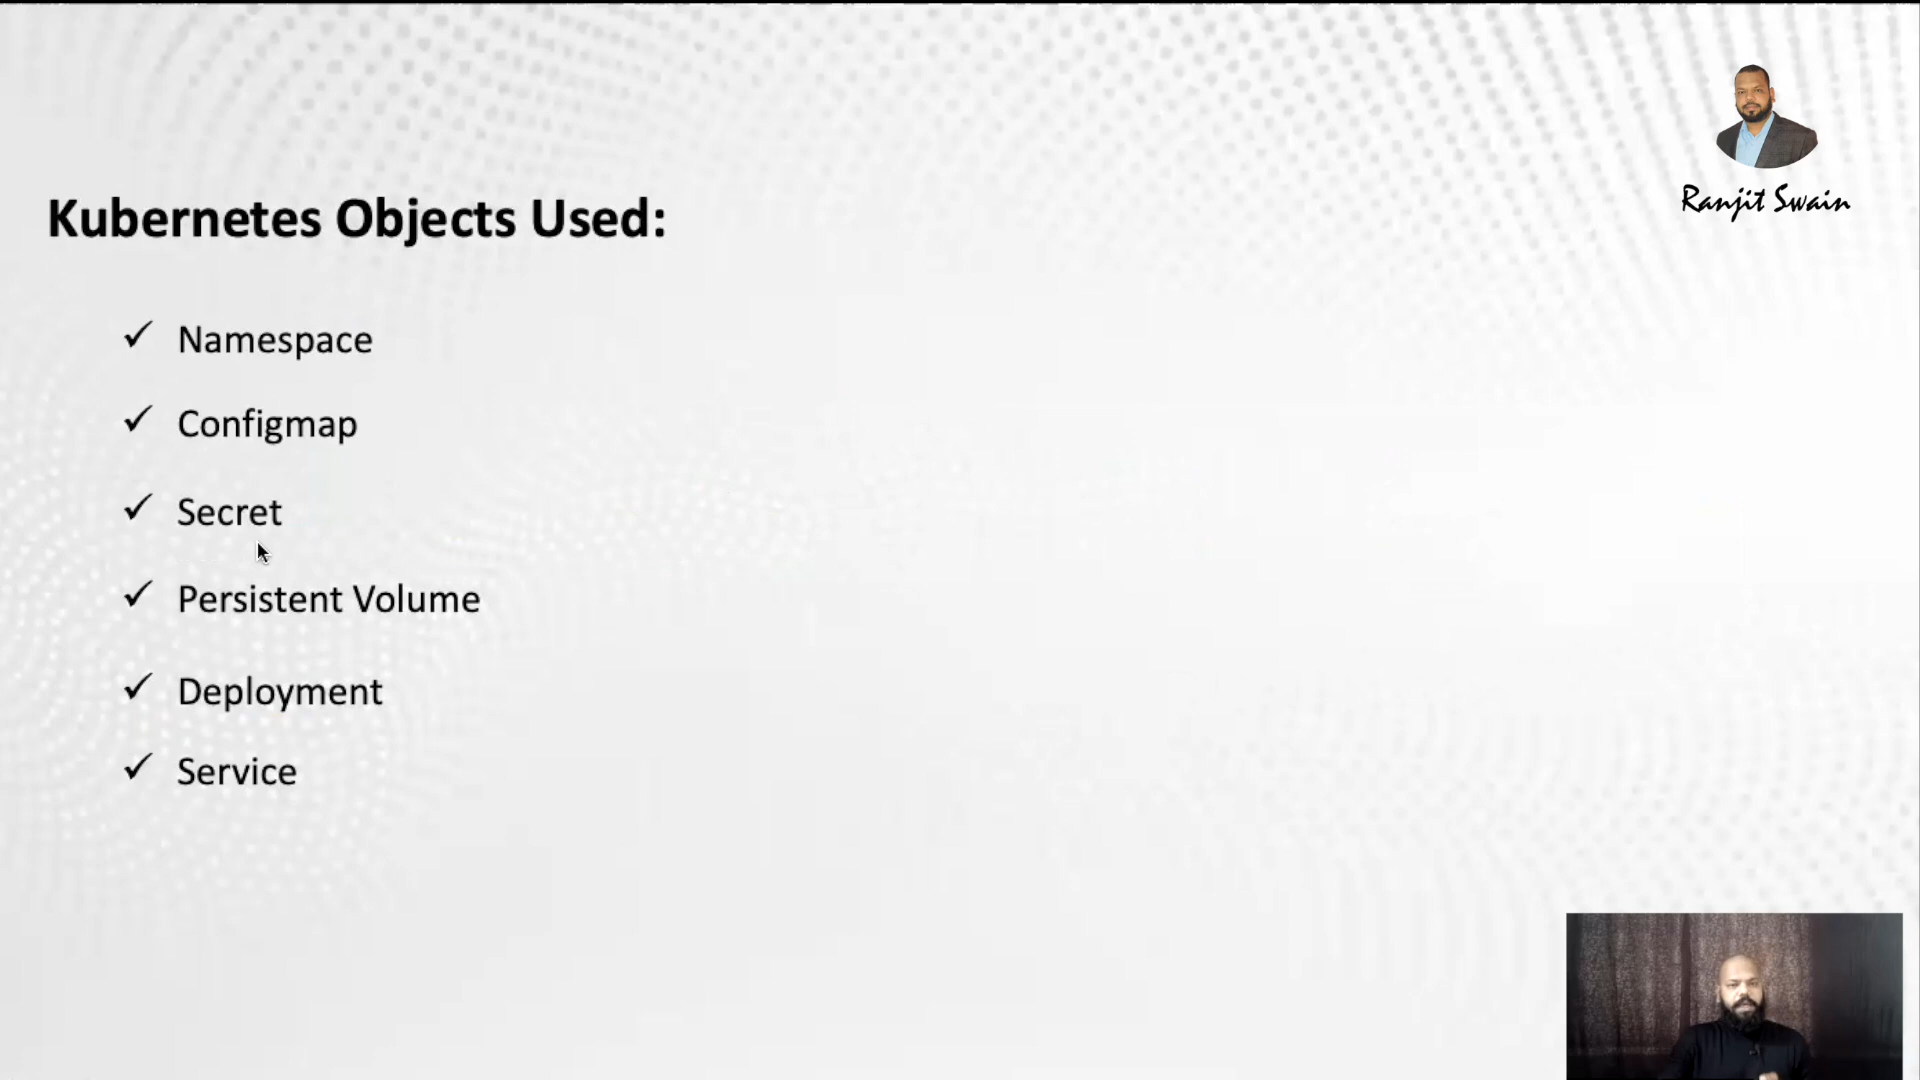 Ranjit Swain
Kubernetes Objects Used:
✓ Namespace
✓ Configmap
✓ Secret
✓ Persistent Volume
✓ Deployment
✓ Service